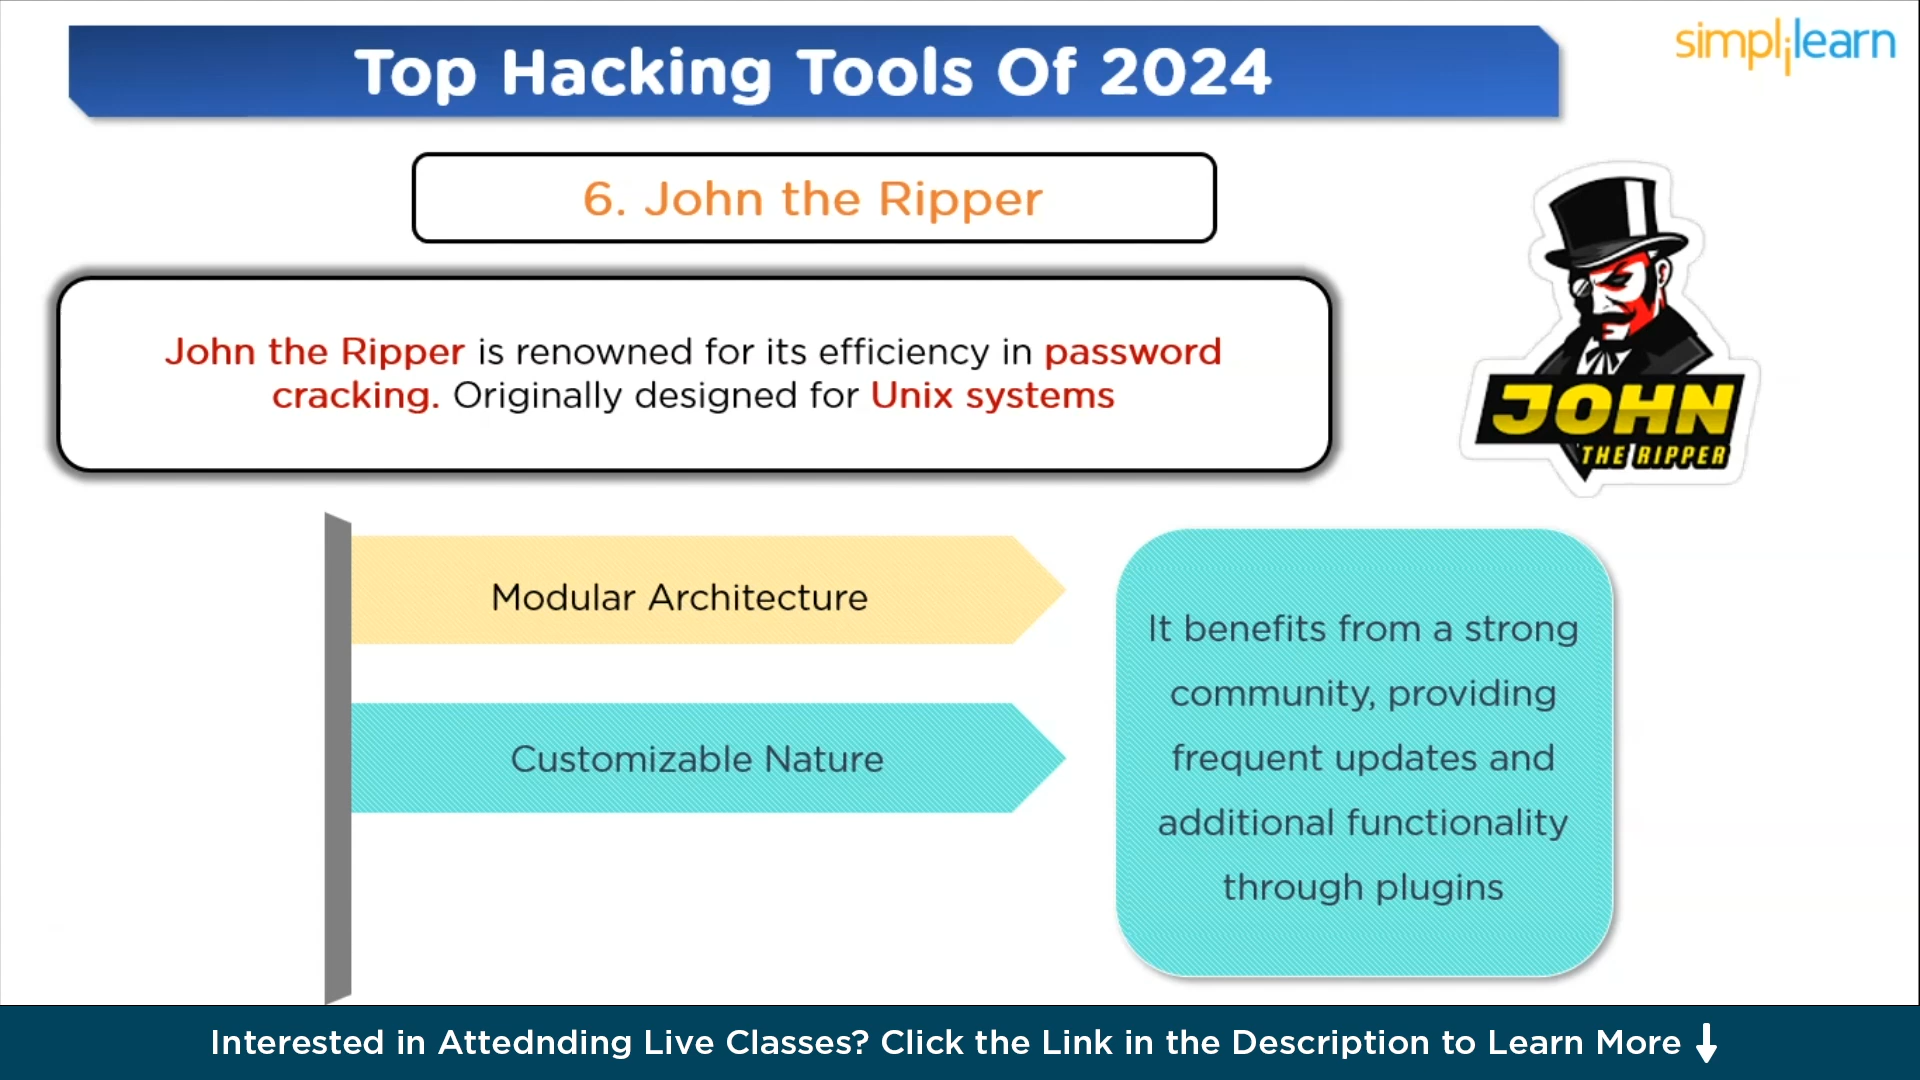 Top Hacking Tools Of 2024
simplilearn
6. John the Ripper
John the Ripper is renowned for its efficiency in password
cracking. Originally designed for Unix systems
JOHN
THE RIPPER
Modular Architecture
Customizable Nature
It benefits from a strong
community, providing
frequent updates and
additional functionality
through plugins
Interested in Attednding Live Classes? Click the Link in the Description to Learn More